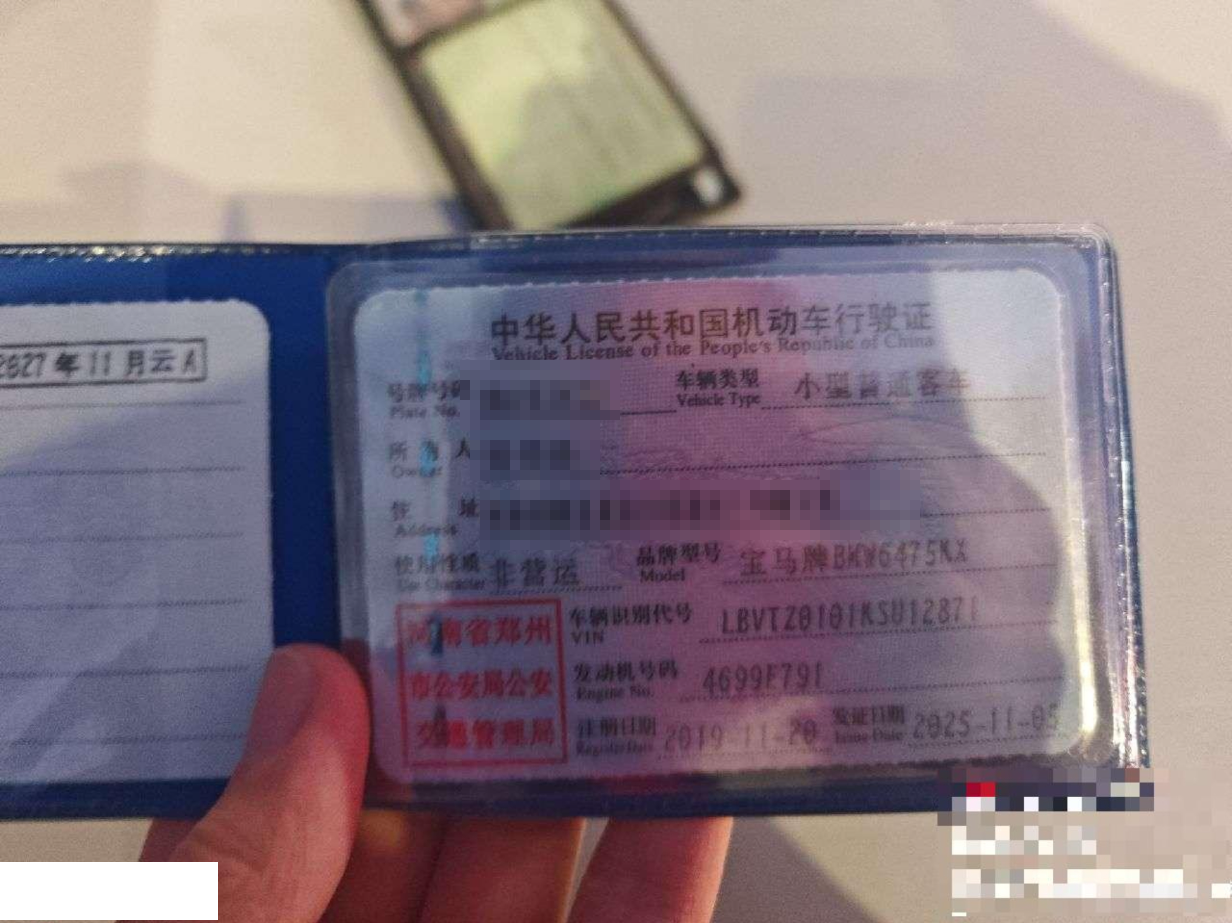 2027年11月云A
中华人民共和国机动车行驶证
Vehicle License of the People's Republic of China
号牌号码 车辆类型 小型普通客车
Plate No. Vehicle Type
所有人
Owner
住址
Address
使用性质 非营运 品牌型号 宝马牌BMW6475MX
Use Character Model
河南省郑州
市公安局公安
交通管理局
车辆识别代号 LBVTZ0101KSU12871
VIN
发动机号码 4699F791
Engine No.
注册日期 2019-11-20 发证日期 2025-11-05
Register Date Issue Date